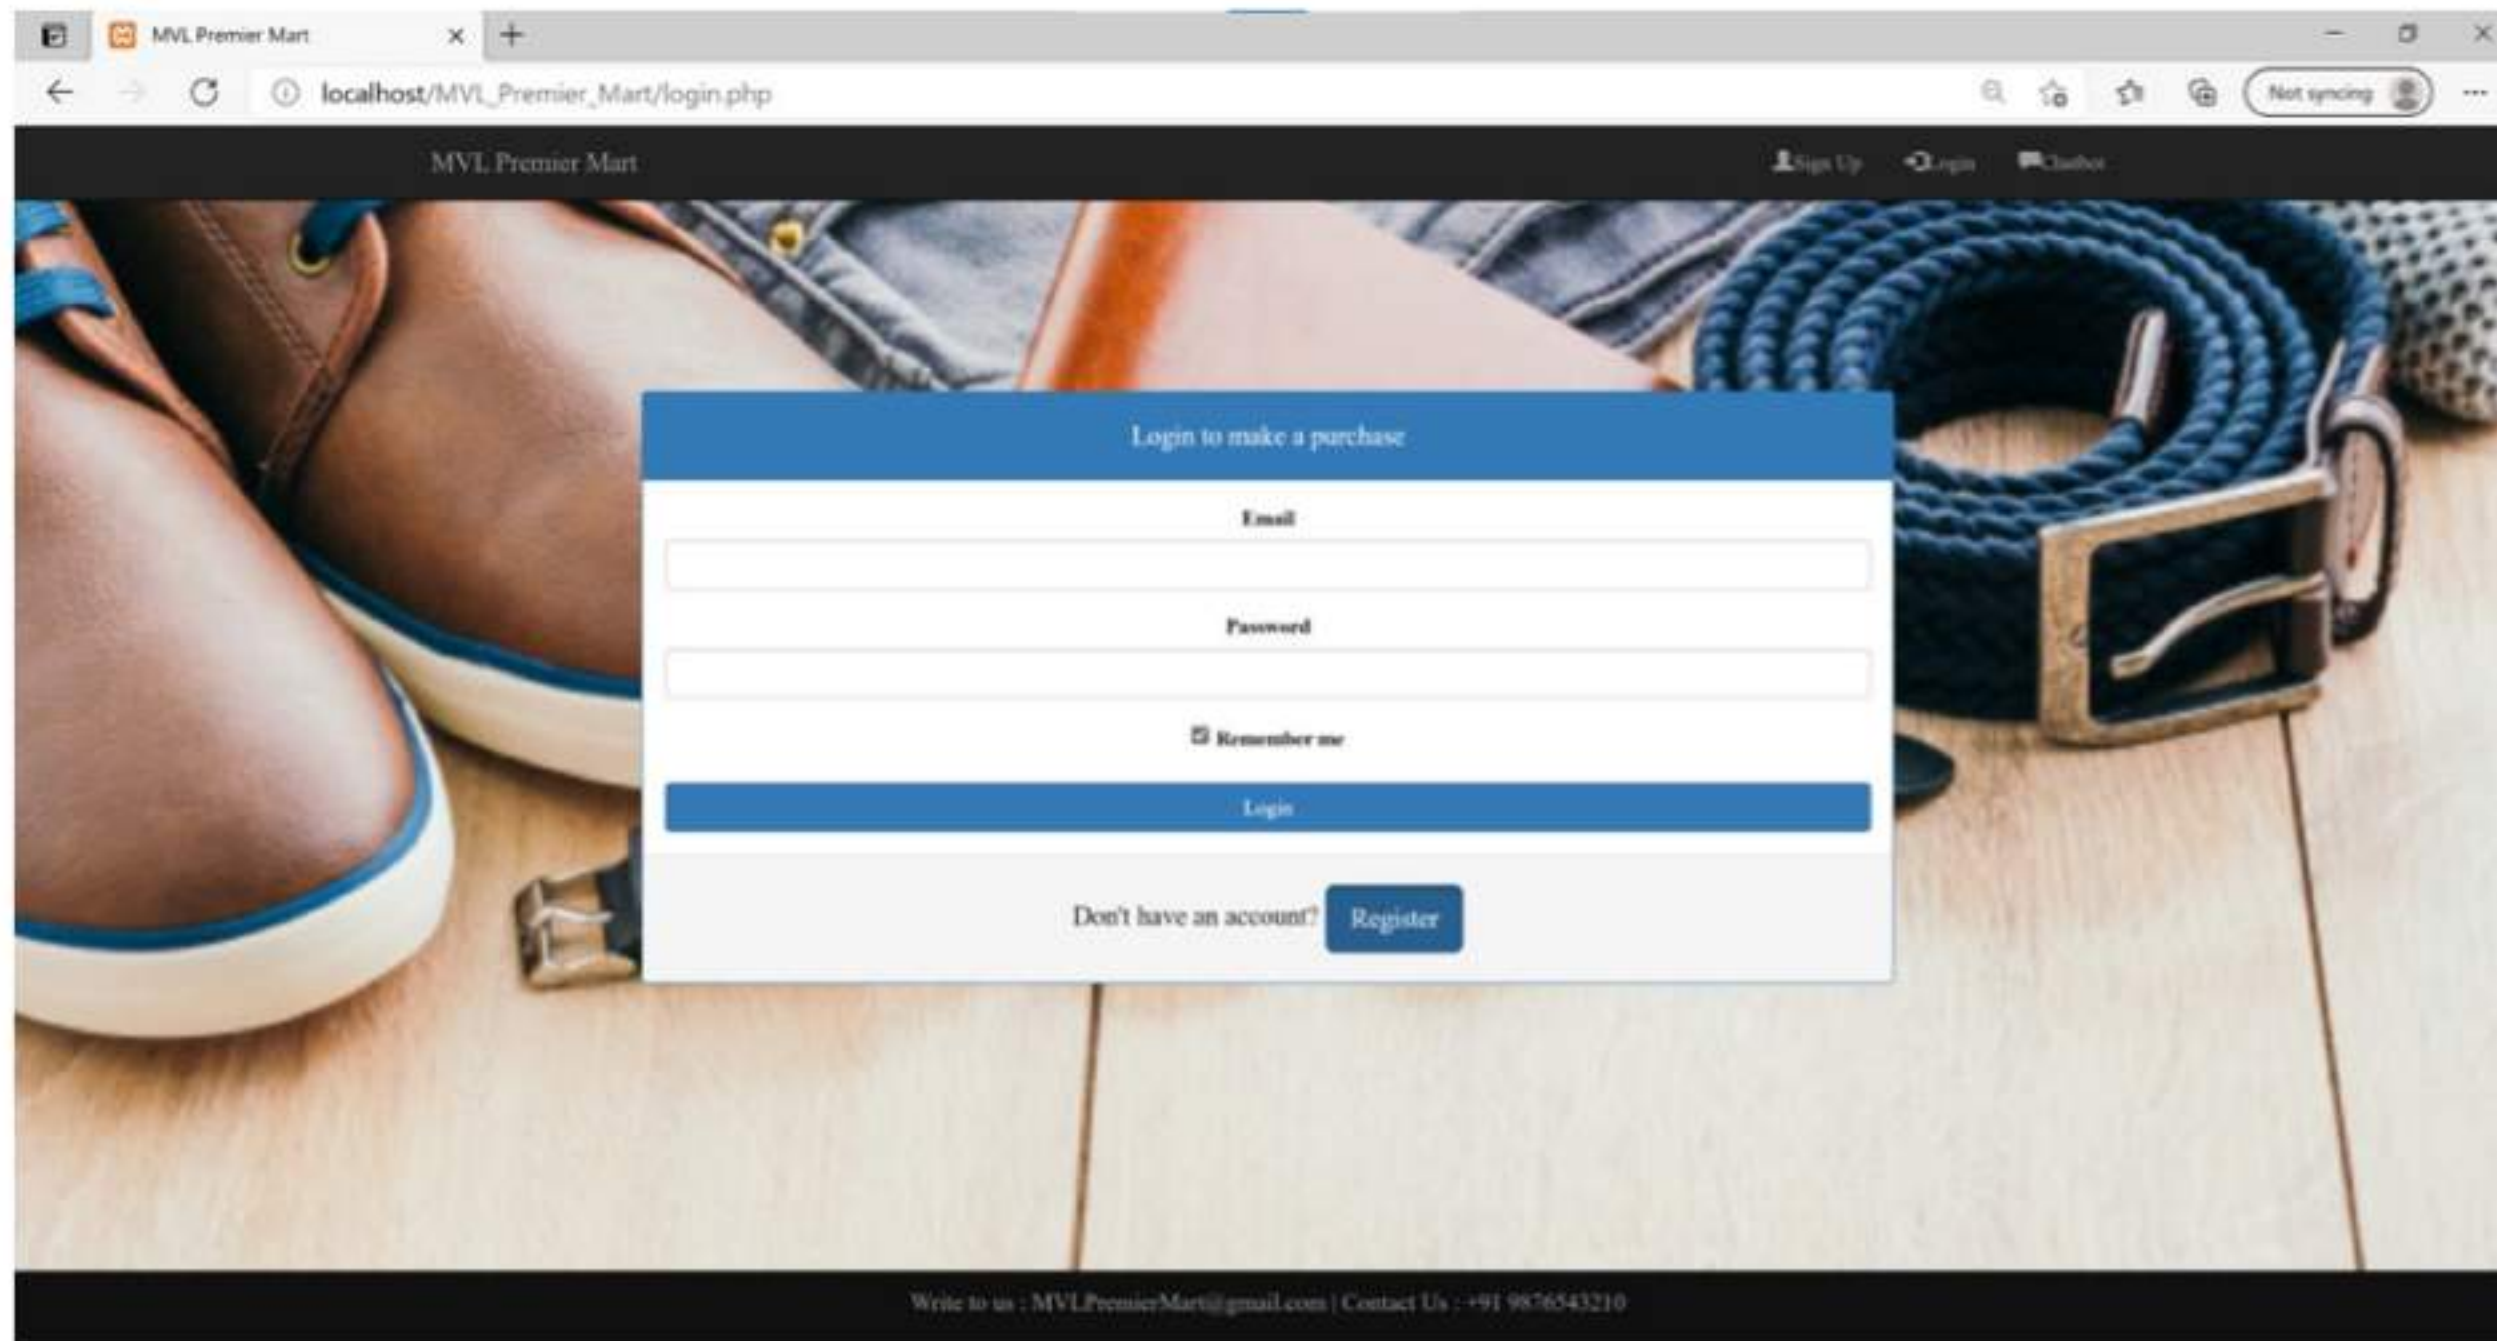 MVL Premier Mart
localhost/MVL_Premier_Mart/login.php
Not syncing
MVL Premier Mart
Sign Up Login Chatbot
Login to make a purchase
Email
Password
Remember me
Login
Don't have an account? Register
Write to us : MVLPremierMart@gmail.com | Contact Us : +91 9876543210